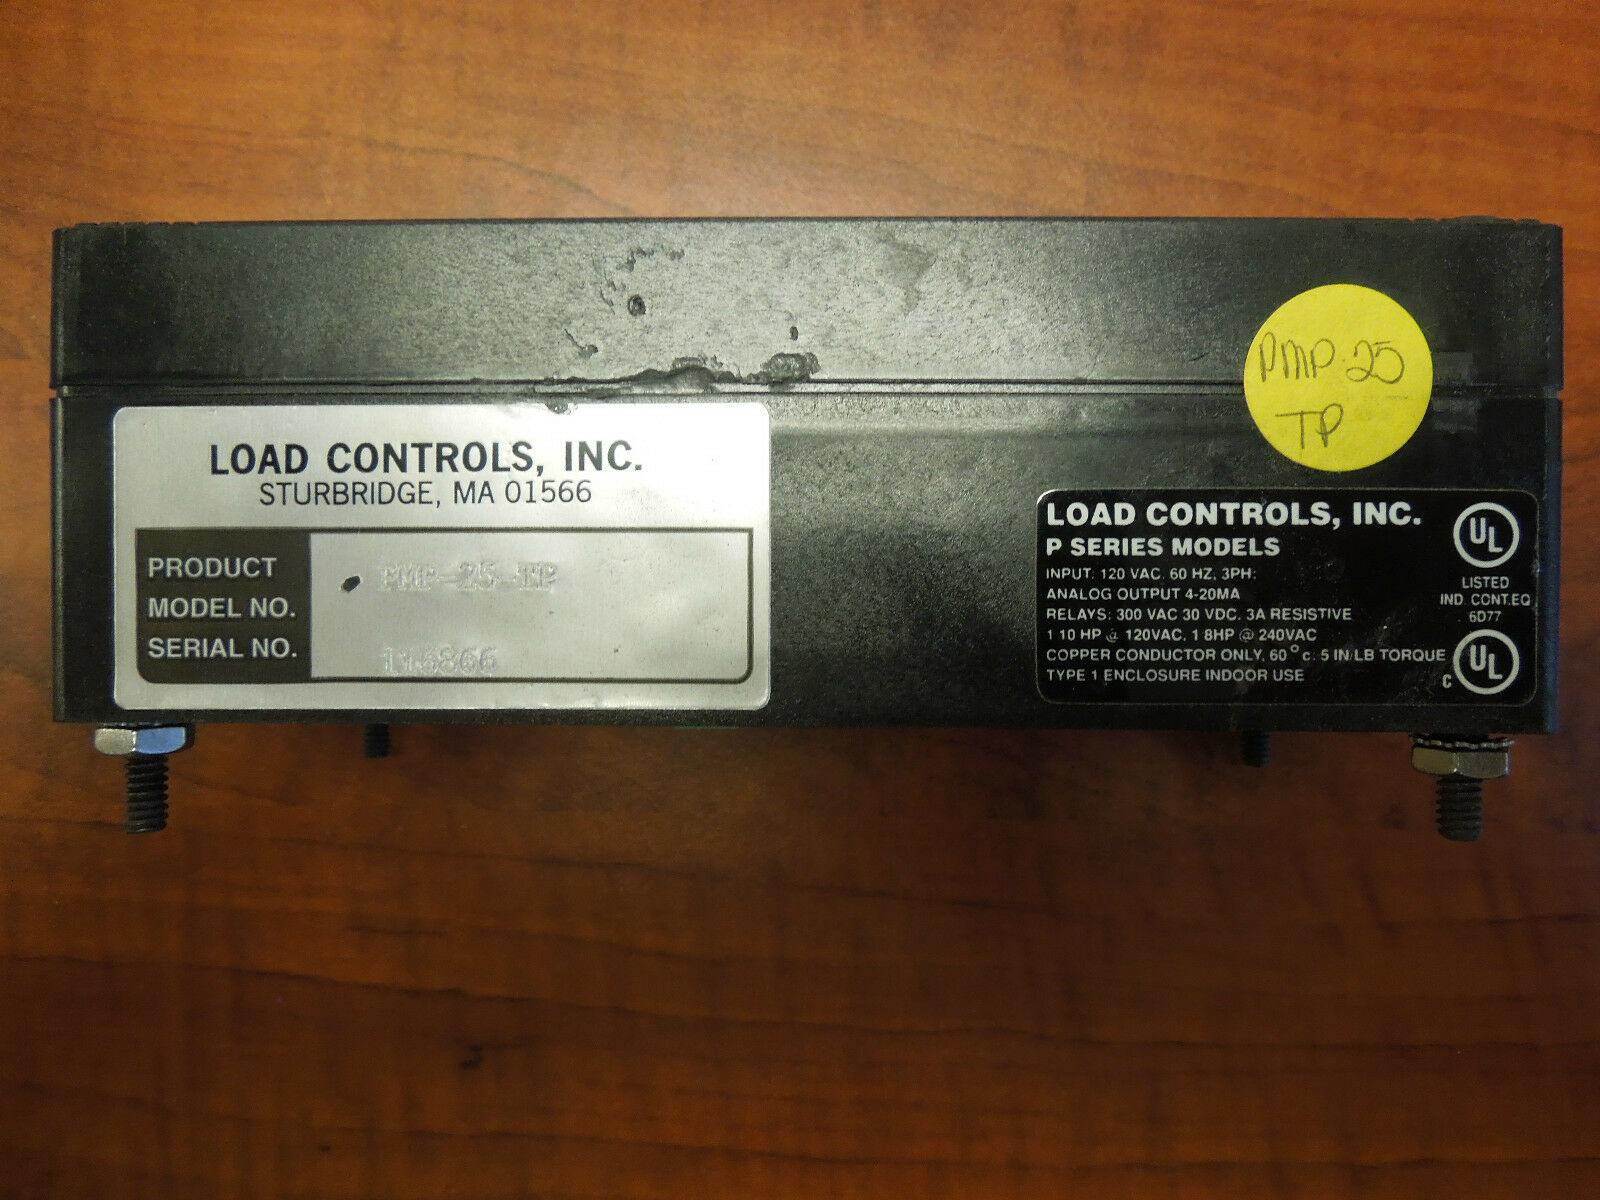 LOAD CONTROLS, INC.
STURBRIDGE, MA 01566
PRODUCT
PMP-25-TP
MODEL NO.
SERIAL NO.
PMP-25
TP
LOAD CONTROLS, INC.
P SERIES MODELS
INPUT: 120 VAC, 60 HZ, 3PH:
ANALOG OUTPUT 4-20MA
RELAYS: 300 VAC 30 VDC. 3A RESISTIVE
1 10 HP @ 120VAC, 1 8HP @ 240VAC
COPPER CONDUCTOR ONLY, 60° c: 5 IN/LB TORQUE
TYPE 1 ENCLOSURE INDOOR USE
UL
LISTED
IND. CONT.EQ
6D77
C UL